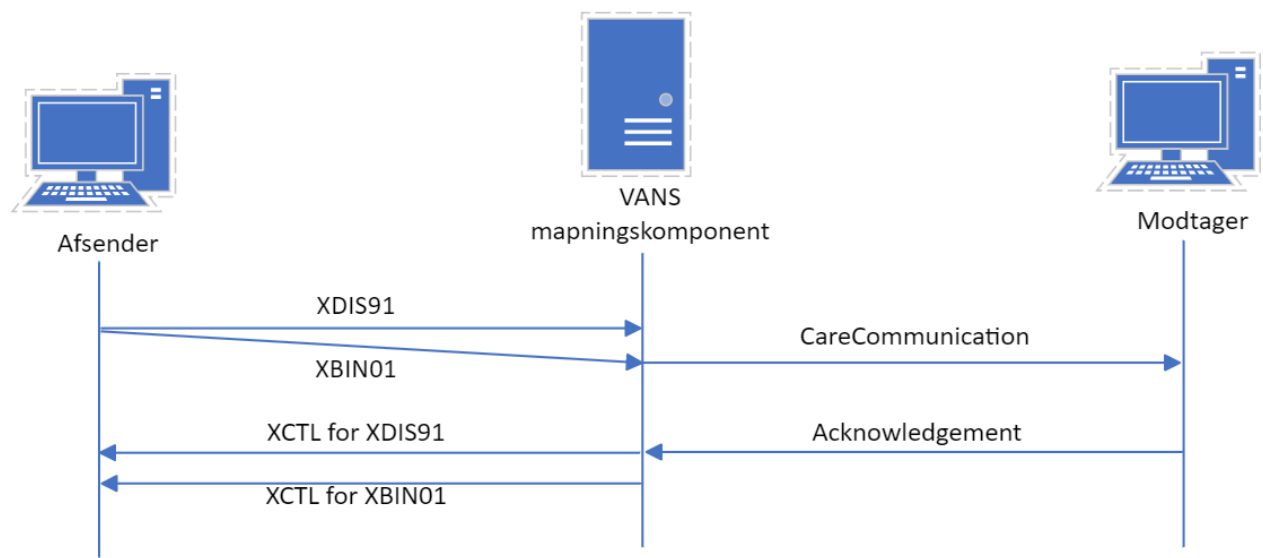 VANS
mapningskomponent
Modtager
Afsender
XDIS91
CareCommunication
XBIN01
XCTL for XDIS91
Acknowledgement
XCTL for XBIN01